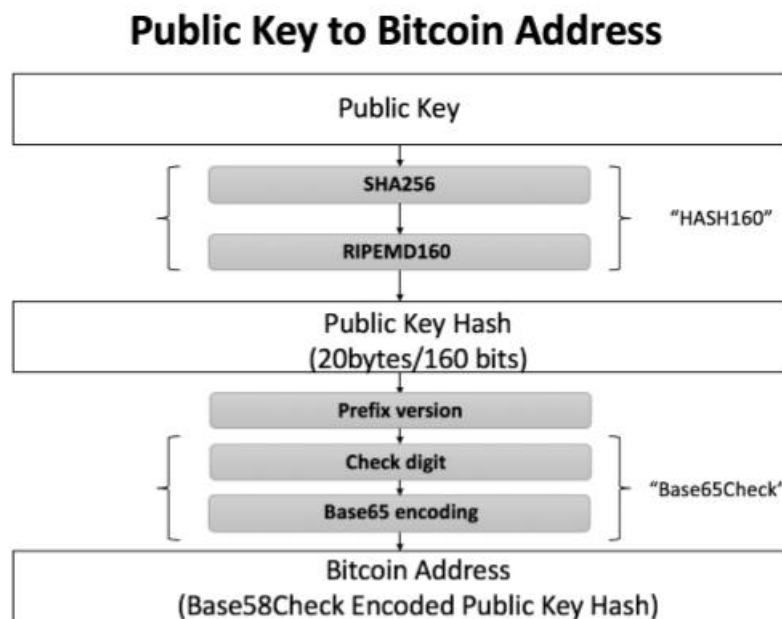 Public Key to Bitcoin Address
Public Key
SHA256
"HASH160"
RIPEMD160
Public Key Hash
(20bytes/160 bits)
Prefix version
Check digit
"Base65Check"
Base65 encoding
Bitcoin Address
(Base58Check Encoded Public Key Hash)